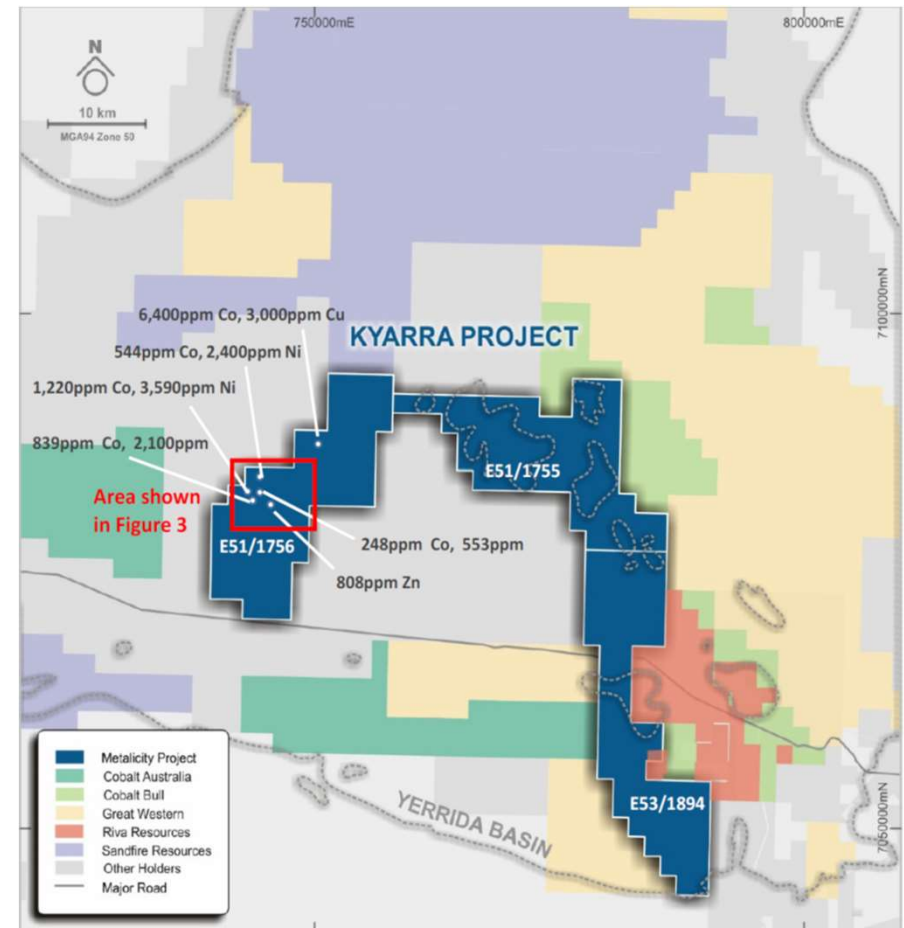 750000mE
800000mE
N
10 km
MGA94 Zone 50
7100000mN
6,400ppm Co, 3,000ppm Cu
KYARRA PROJECT
544ppm Co, 2,400ppm Ni
1,220ppm Co, 3,590ppm Ni
839ppm Co, 2,100ppm
E51/1755
Area shown
in Figure 3
248ppm Co, 553ppm
E51/1756
808ppm Zn
Metalicity Project
Cobalt Australia
Cobalt Bull
Great Western
Riva Resources
Sandfire Resources
Other Holders
Major Road
YERRIDA BASIN
E53/1894
7050000mN